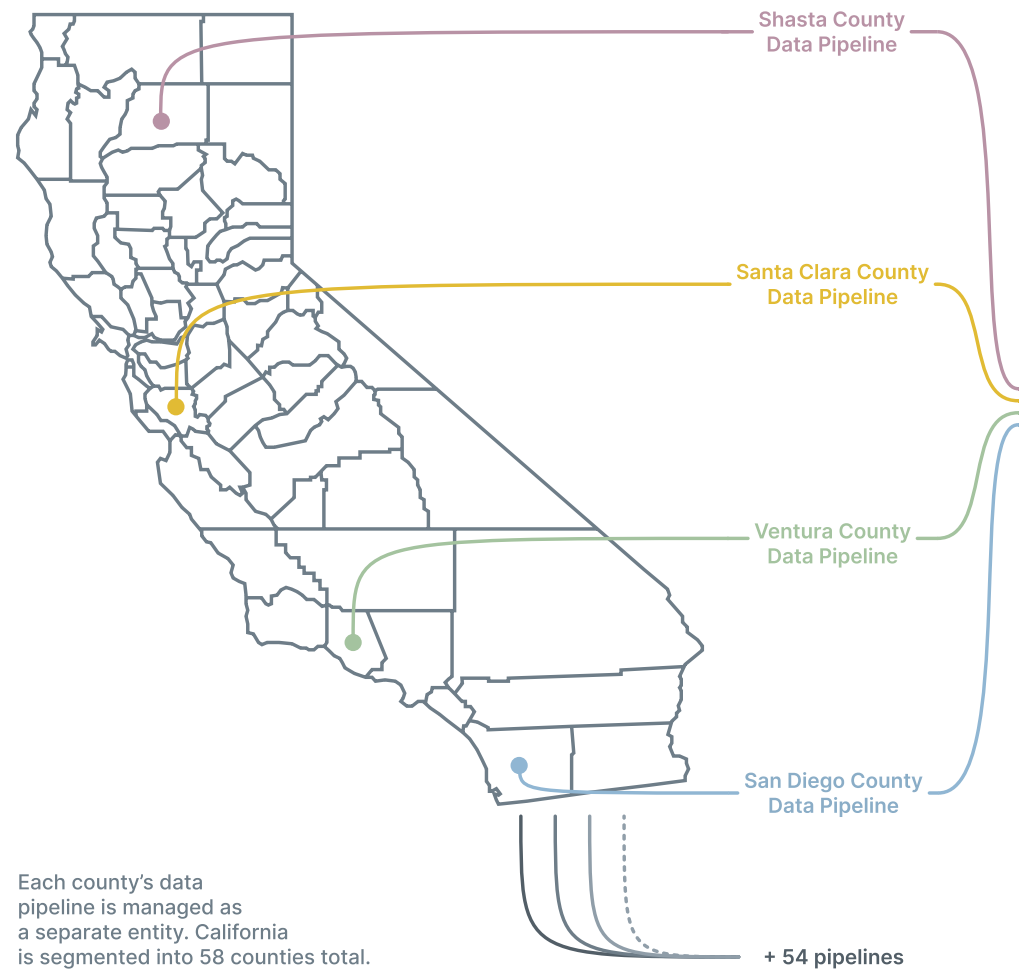 Shasta County
Data Pipeline
Santa Clara County
Data Pipeline
Ventura County
Data Pipeline
San Diego County
Data Pipeline
Each county’s data
pipeline is managed as
a separate entity. California
is segmented into 58 counties total.
+ 54 pipelines